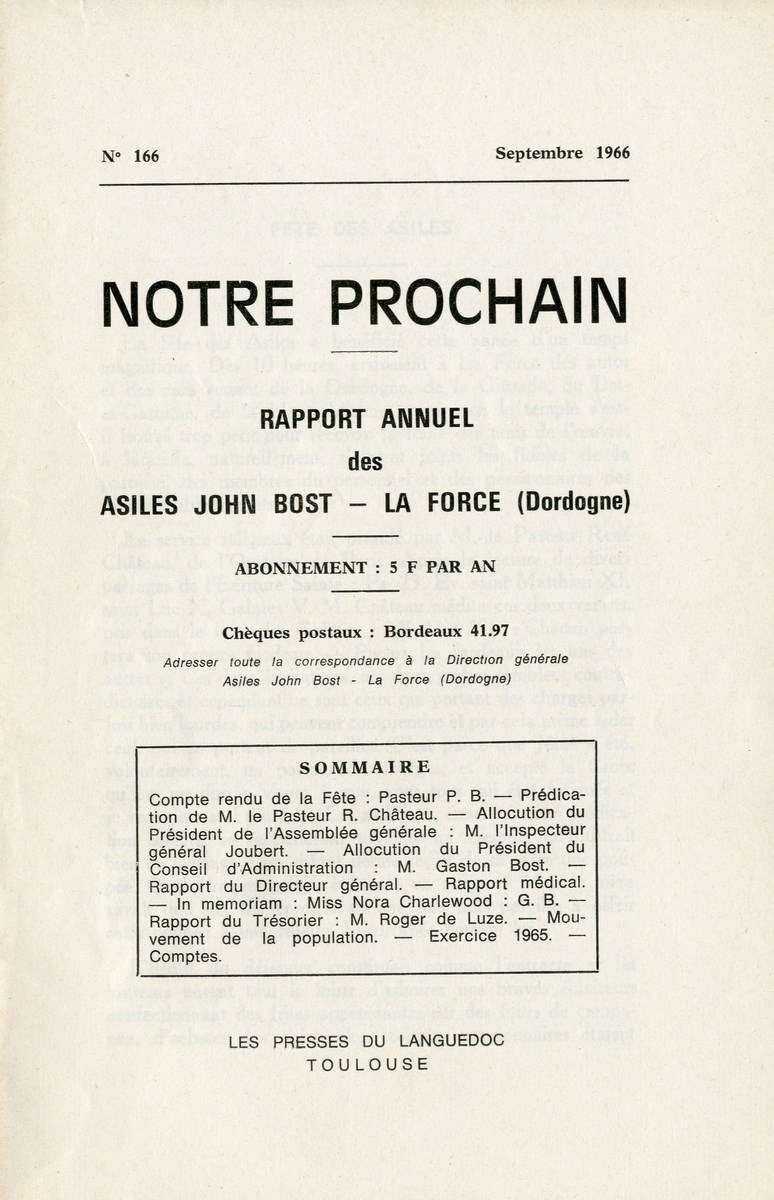 N° 166
Septembre 1966
NOTRE PROCHAIN
RAPPORT ANNUEL
des
ASILES JOHN BOST — LA FORCE (Dordogne)
ABONNEMENT : 5 F PAR AN
Chèques postaux : Bordeaux 41.97
Adresser toute la correspondance à la Direction générale
Asiles John Bost - La Force (Dordogne)
SOMMAIRE
Compte rendu de la Fête : Pasteur P. B. — Prédica-
tion de M. le Pasteur R. Château. — Allocution du
Président de l'Assemblée générale : M. l'Inspecteur
général Joubert. — Allocution du Président du
Conseil d'Administration : M. Gaston Bost. —
Rapport du Directeur général. — Rapport médical.
— In memoriam : Miss Nora Charlewood : G. B. —
Rapport du Trésorier : M. Roger de Luze. — Mou-
vement de la population. — Exercice 1965. —
Comptes.
LES PRESSES DU LANGUEDOC
TOULOUSE